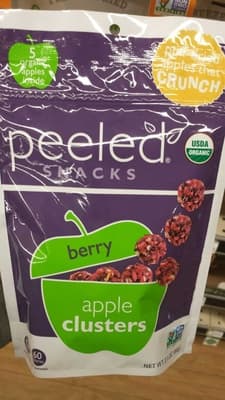 5
organic
apples
inside
apples that
CRUNCH
peeled®
SNACKS
USDA
ORGANIC
berry
apple
clusters
60
NET WT